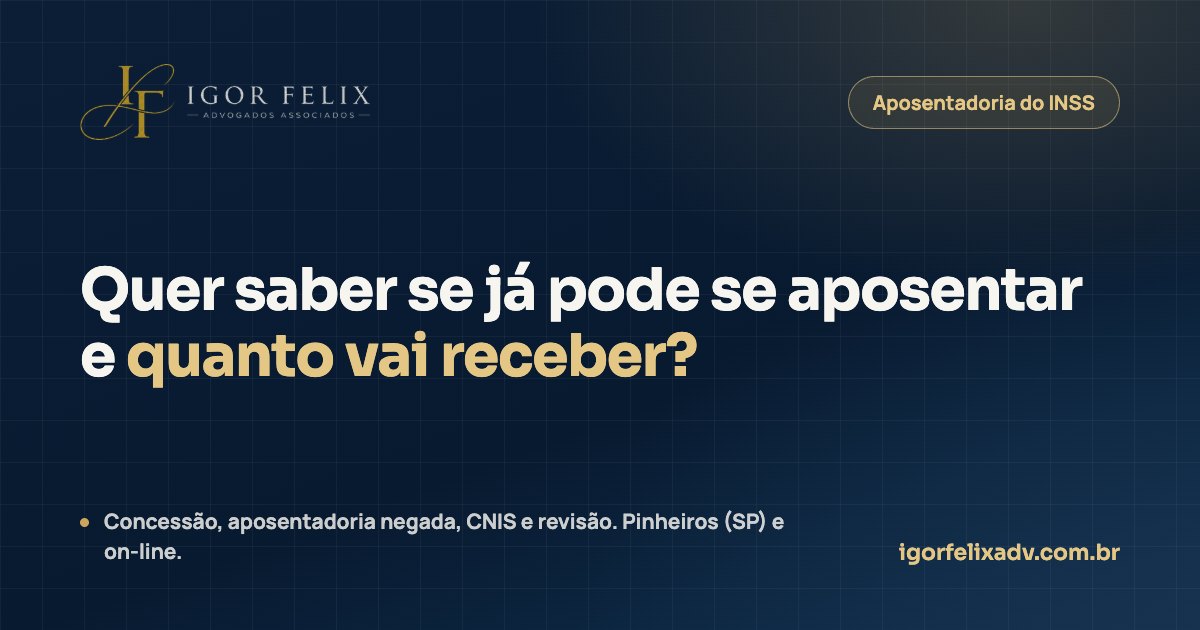 IF IGOR FELIX
ADVOGADOS ASSOCIADOS
Aposentadoria do INSS
Quer saber se já pode se aposentar
e quanto vai receber?
Concessão, aposentadoria negada, CNIS e revisão. Pinheiros (SP) e
on-line.
igorfelixadv.com.br